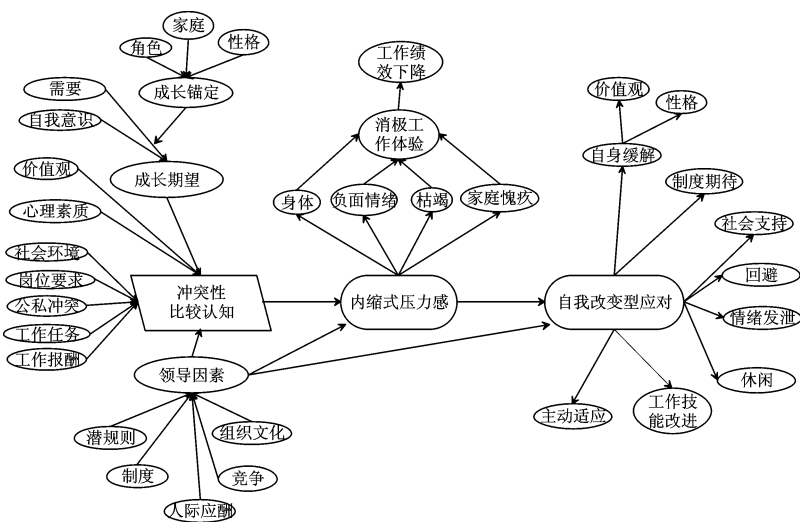 家庭
角色
性格
成长锚定
需要
自我意识
成长期望
价值观
心理素质
社会环境
岗位要求
公私冲突
工作任务
工作报酬
冲突性
比较认知
领导因素
潜规则
制度
人际应酬
竞争
组织文化
工作绩
效下降
消极工
作体验
身体
负面情绪
枯竭
家庭愧疚
内缩式压力感
自我改变型应对
价值观
性格
自身缓解
制度期待
社会支持
回避
情绪发泄
休闲
主动适应
工作技
能改进